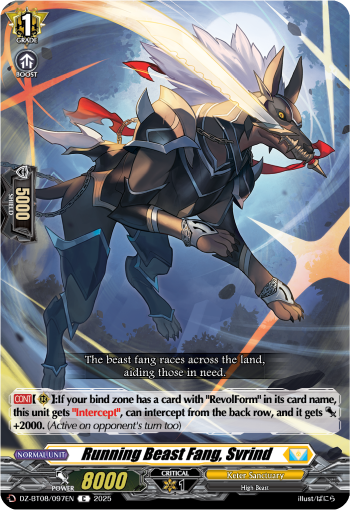 1
GRADE
BOOST
5000
SHIELD
The beast fang races across the land,
aiding those in need.
CONT【 R 】:If your bind zone has a card with "RevolForm" in its card name,
this unit gets "Intercept", can intercept from the back row, and it gets
+2000. (Active on opponent's turn too)
NORMAL UNIT
Running Beast Fang, Svrind
POWER 8000
CRITICAL
1
Keter Sanctuary
High Beast
D DZ-BT08/097EN C 2025
illust/ばにら